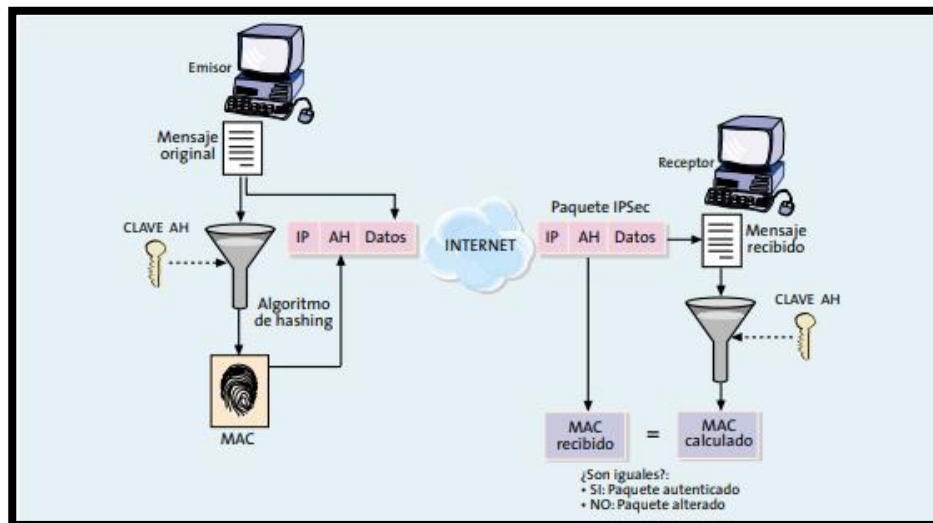 Emisor
Mensaje
original
CLAVE AH
IP AH Datos
Algoritmo
de hashing
MAC
INTERNET
Paquete IPSec
IP AH Datos
Receptor
Mensaje
recibido
CLAVE AH
MAC
recibido
=
MAC
calculado
¿Son iguales?:
• SI: Paquete autenticado
• NO: Paquete alterado